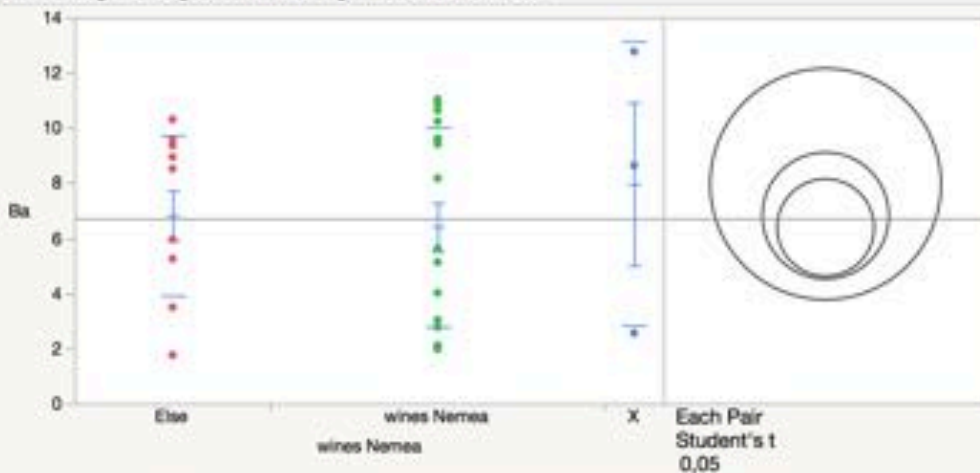 14
12
10
8
Ba
6
4
2
0
Else
wines Nemea
X
Each Pair
wines Nemea
Student's t
0,05